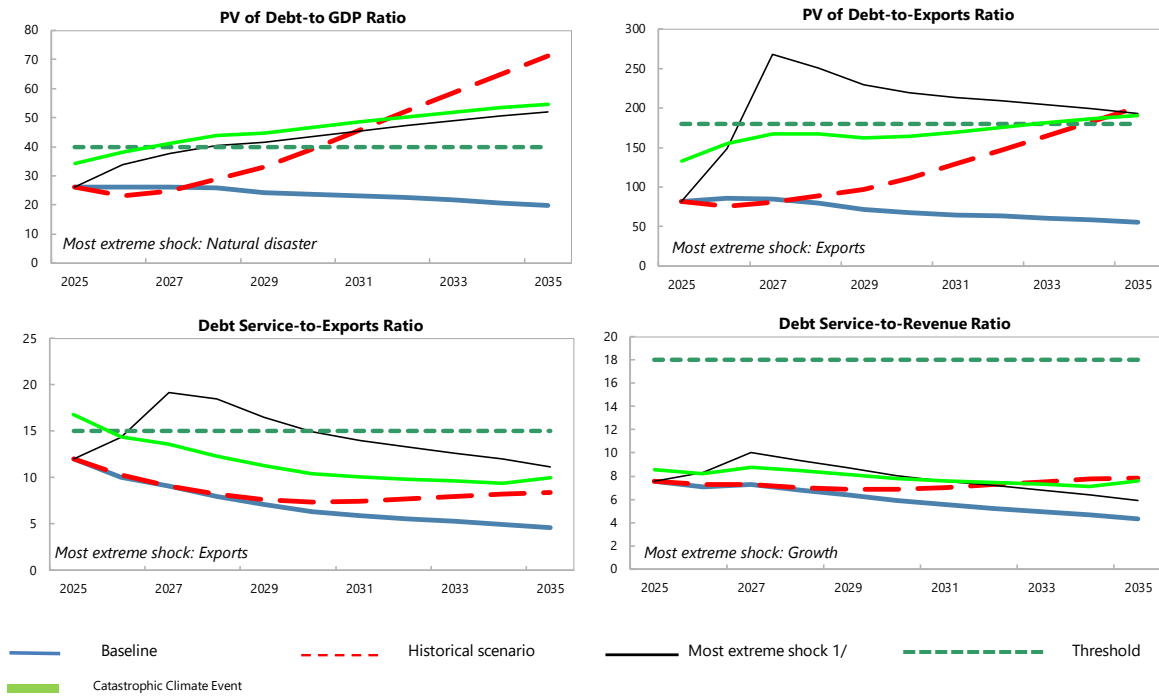 PV of Debt-to GDP Ratio
80
70
60
50
40
30
20
10
0
Most extreme shock: Natural disaster
2025 2027 2029 2031 2033 2035
PV of Debt-to-Exports Ratio
300
250
200
150
100
50
0
Most extreme shock: Exports
2025 2027 2029 2031 2033 2035
Debt Service-to-Exports Ratio
25
20
15
10
5
0
Most extreme shock: Exports
2025 2027 2029 2031 2033 2035
Debt Service-to-Revenue Ratio
20
18
16
14
12
10
8
6
4
2
0
Most extreme shock: Growth
2025 2027 2029 2031 2033 2035
Baseline Historical scenario Most extreme shock 1/ Threshold
Catastrophic Climate Event